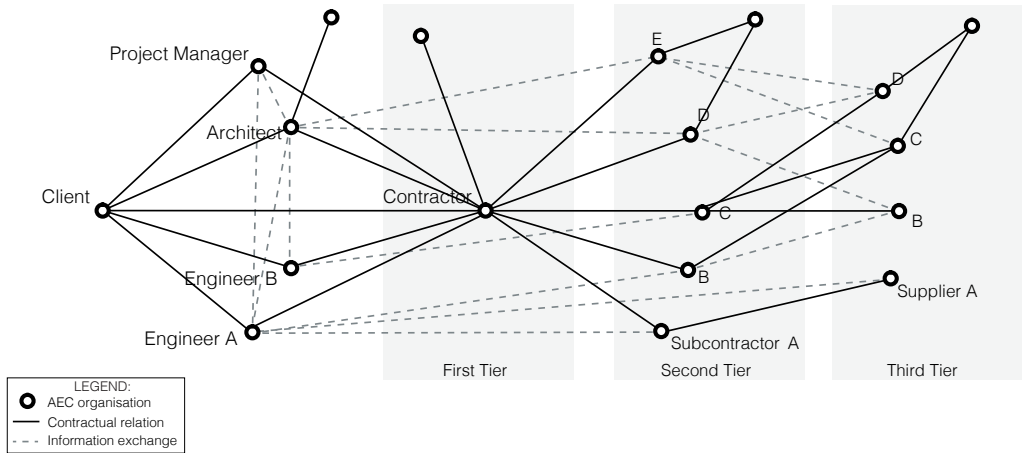 Project Manager
E
D
Architect
D
C
Client
Contractor
C
B
Engineer B
B
Supplier A
Engineer A
Subcontractor A
First Tier
Second Tier
Third Tier
LEGEND:
AEC organisation
Contractual relation
Information exchange